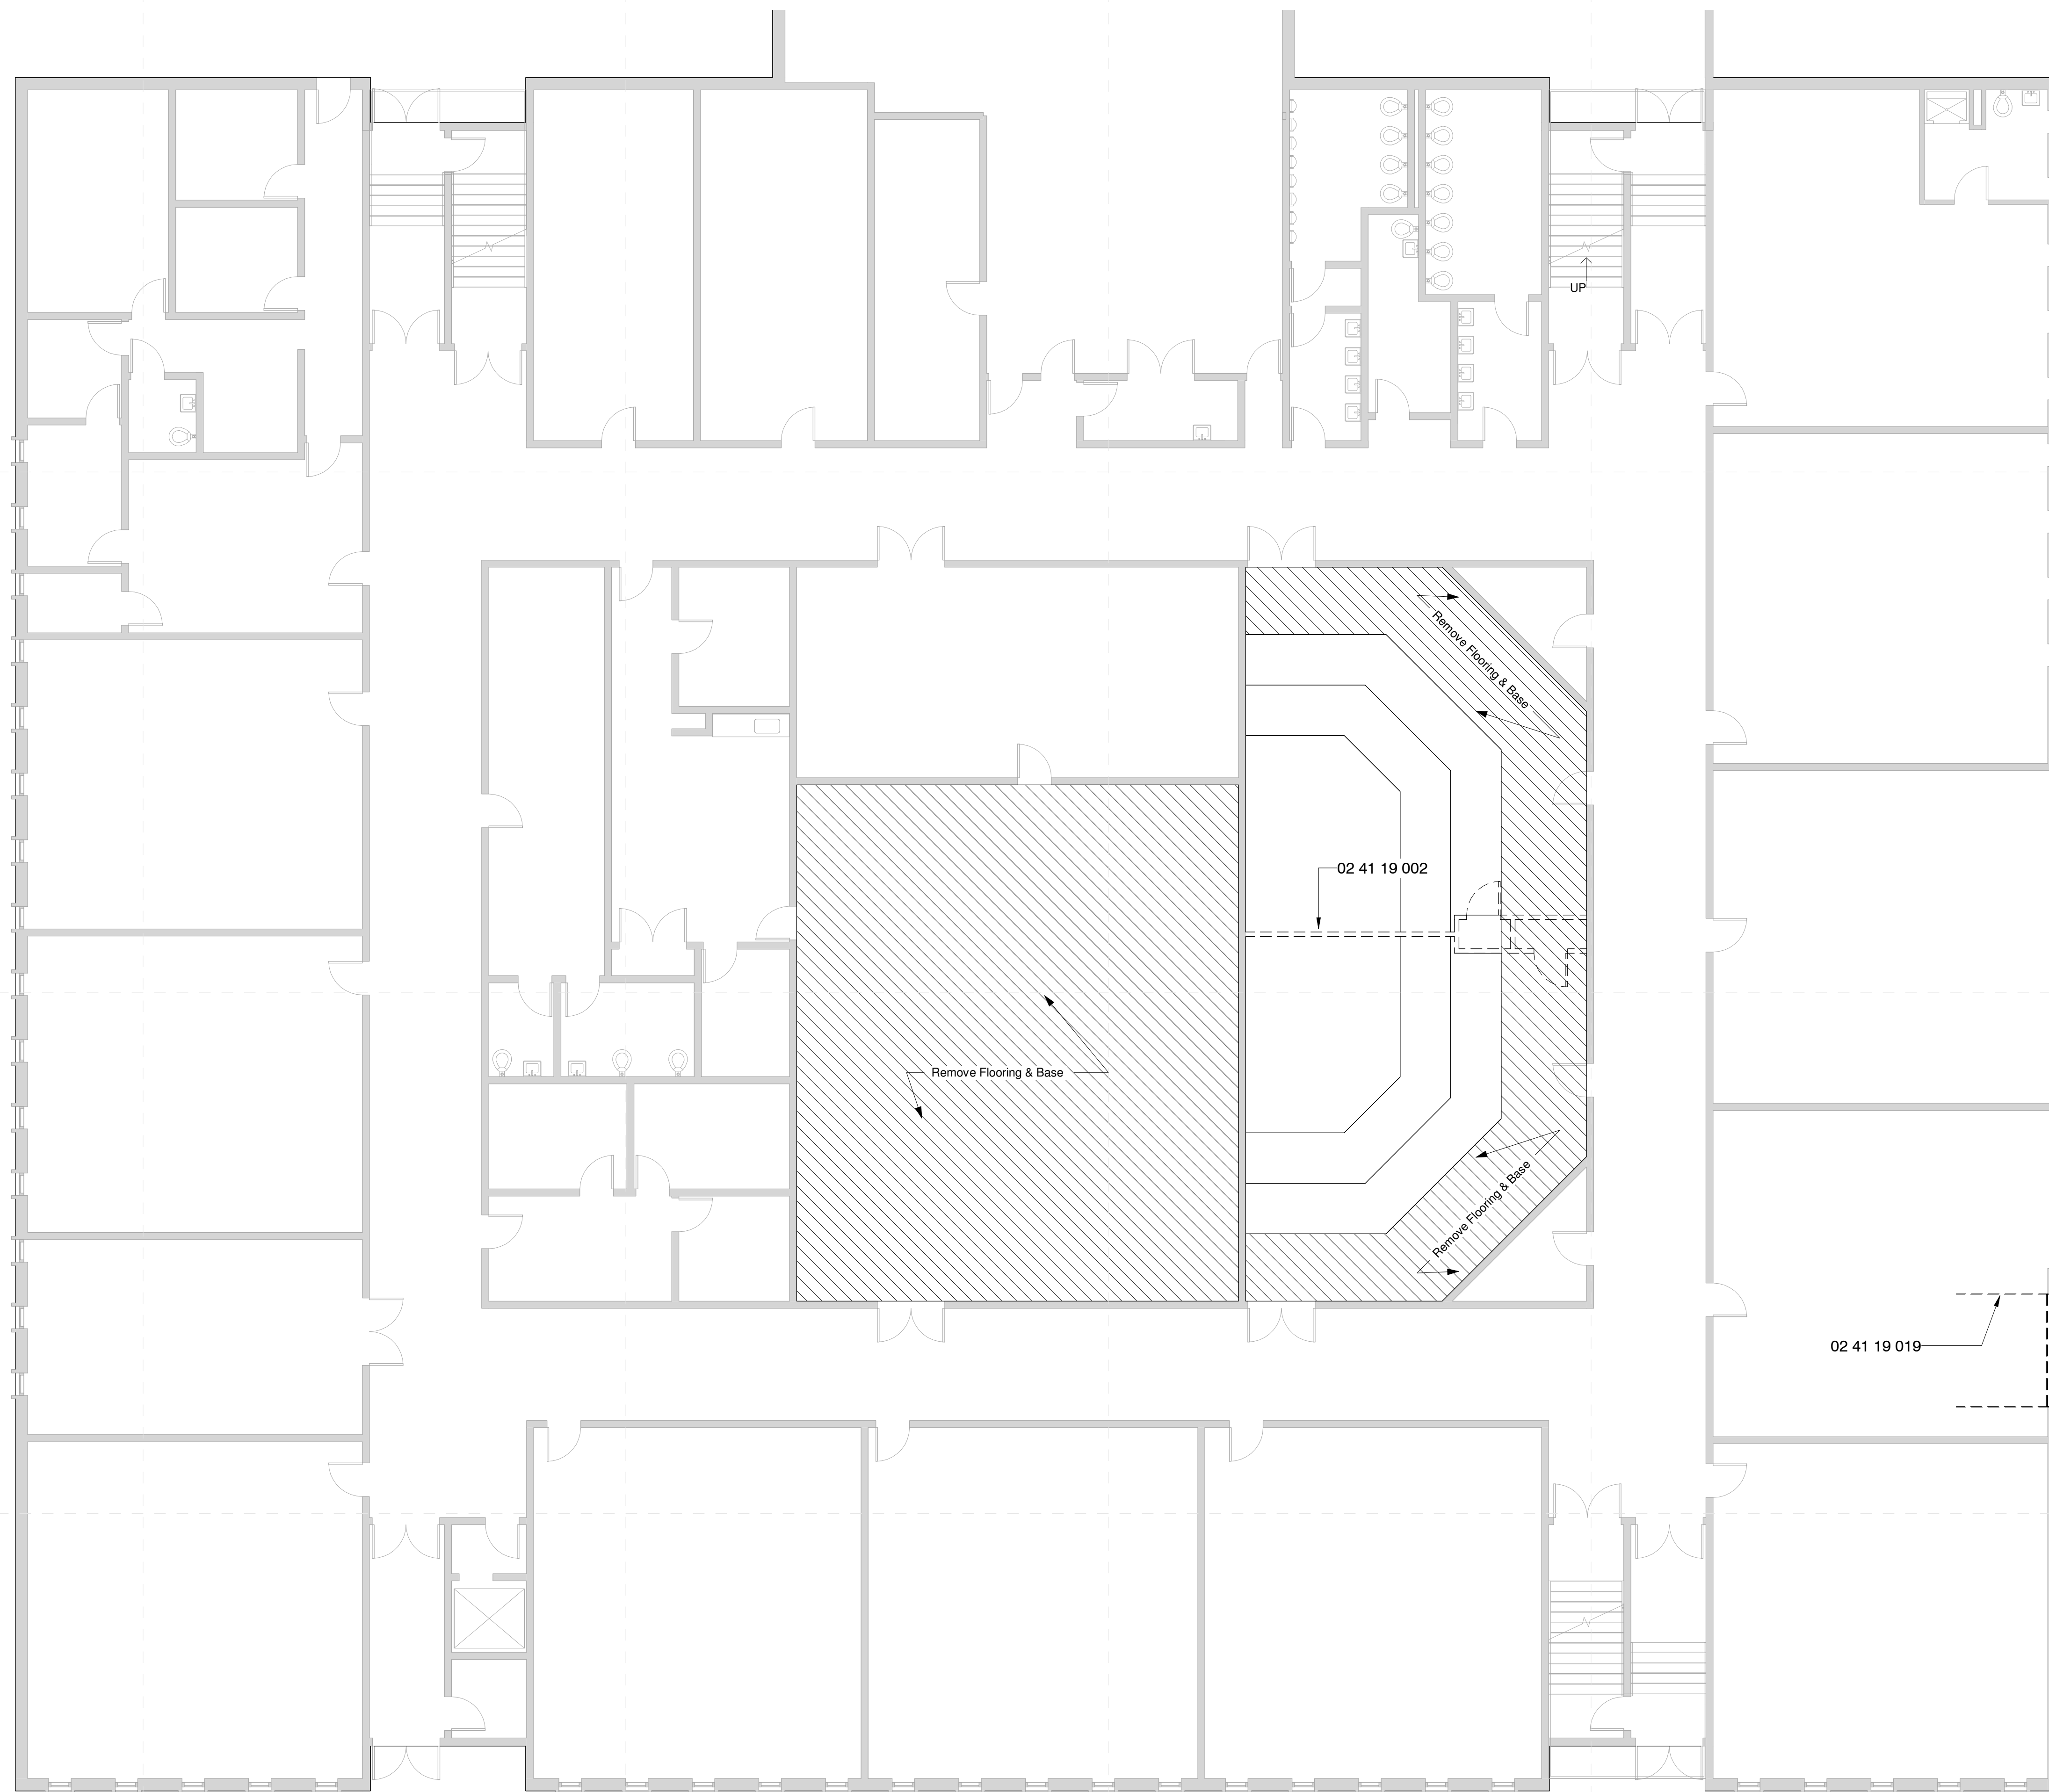 UP
Remove Flooring & Base
02 41 19 002
Remove Flooring & Base
Remove Flooring & Base
02 41 19 019